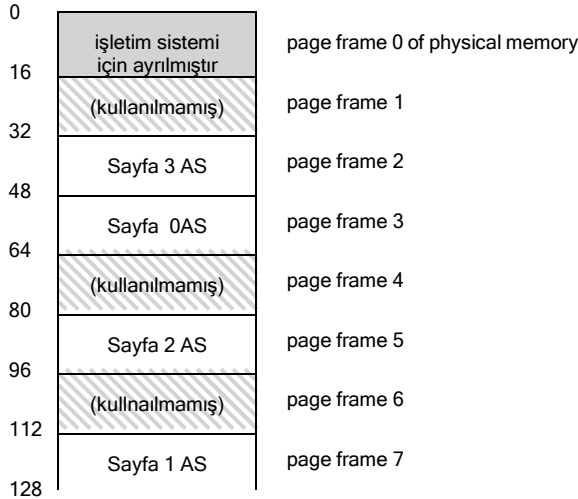 0
işletim sistemi
için ayrılmıştır
page frame 0 of physical memory
16
(kullanılmamış)
page frame 1
32
Sayfa 3 AS
page frame 2
48
Sayfa 0AS
page frame 3
64
(kullanılmamış)
page frame 4
80
Sayfa 2 AS
page frame 5
96
(kullnaılmamış)
page frame 6
112
Sayfa 1 AS
page frame 7
128